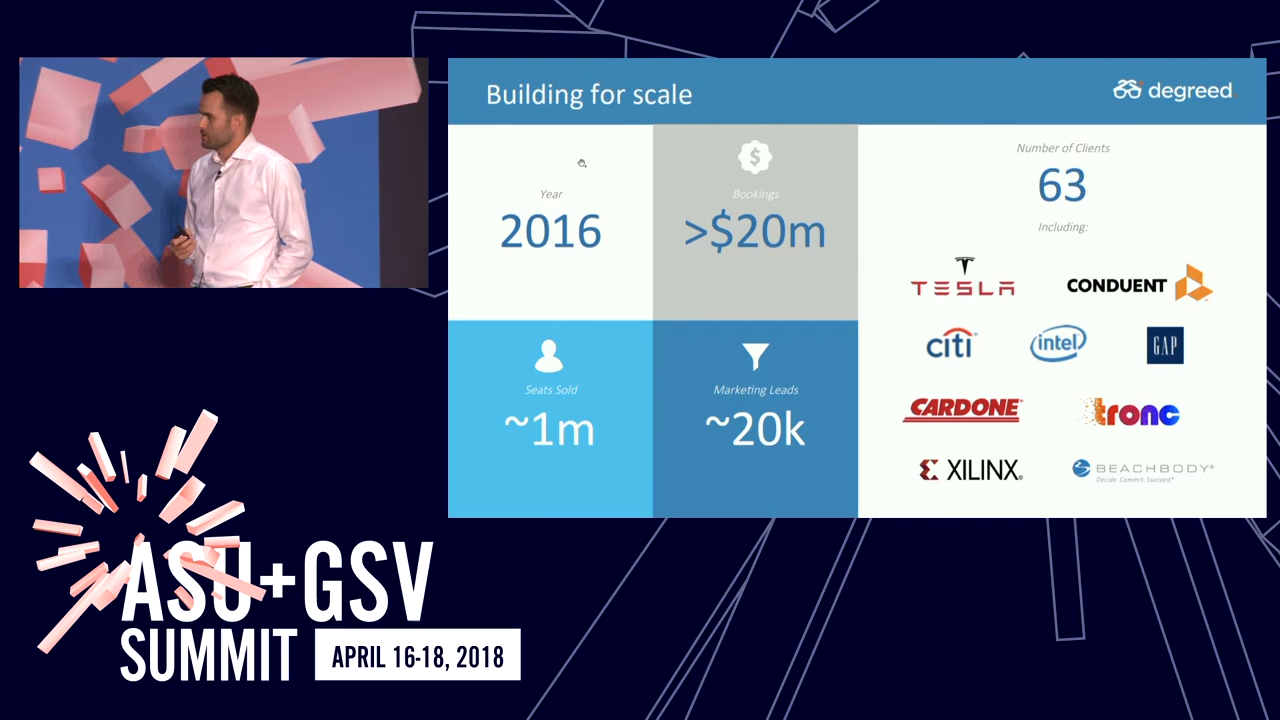 Building for scale
degreed
Year
2016
$
Bookings
>$20m
Seats Sold
~1m
Marketing Leads
~20k
Number of Clients
63
Including:
TESLA
CONDUENT
citi
intel
GAP
CARDONE
tronc
XILINX
BEACHBODY®
Decide. Commit. Succeed.®
ASU+GSV
SUMMIT
APRIL 16-18, 2018